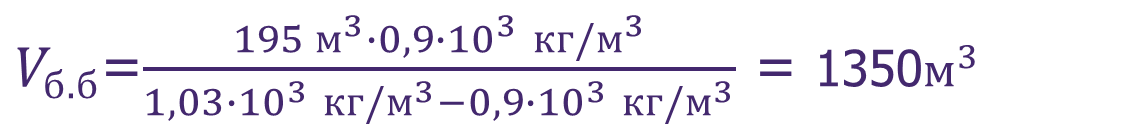 V_б.б = (195 м³·0,9·10³ кг/м³) / (1,03·10³ кг/м³−0,9·10³ кг/м³) = 1350м³